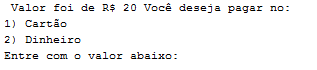 Valor foi de R$ 20 Você deseja pagar no:
1) Cartão
2) Dinheiro
Entre com o valor abaixo: